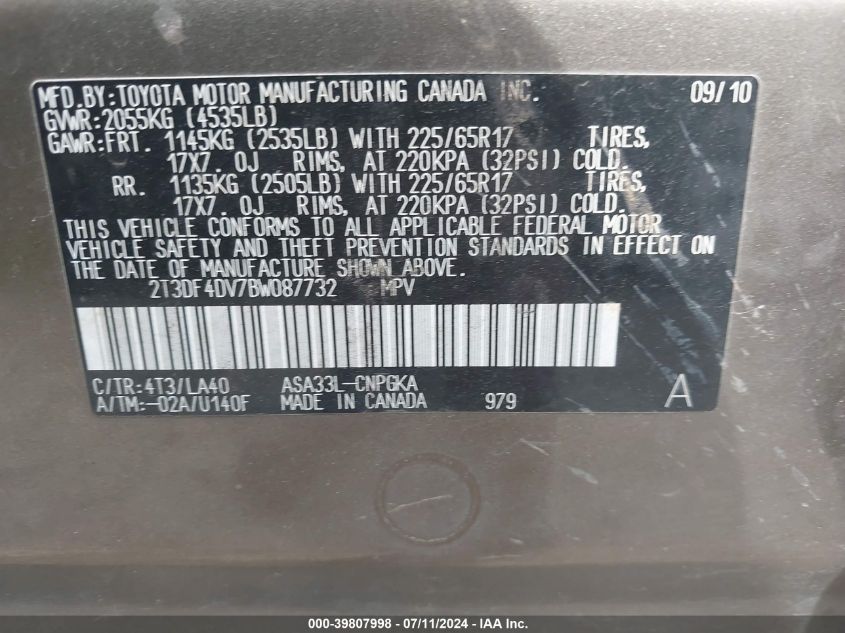 MFD.BY:TOYOTA MOTOR MANUFACTURING CANADA INC. 09/10
GVWR:2055KG (4535LB)
GAWR:FRT. 1145KG (2535LB) WITH 225/65R17 TIRES,
17X7.0J RIMS, AT 220KPA (32PSI) COLD.
RR. 1135KG (2505LB) WITH 225/65R17 TIRES,
17X7.0J RIMS, AT 220KPA (32PSI) COLD.
THIS VEHICLE CONFORMS TO ALL APPLICABLE FEDERAL MOTOR
VEHICLE SAFETY AND THEFT PREVENTION STANDARDS IN EFFECT ON
THE DATE OF MANUFACTURE SHOWN ABOVE.
2T3DF4DV7BW087732 MPV
C/TR:4T3/LA40 ASA33L-CNPGKA
A/TM:-02A/U140F MADE IN CANADA 979 A
000-39807998 - 07/11/2024 - IAA Inc.